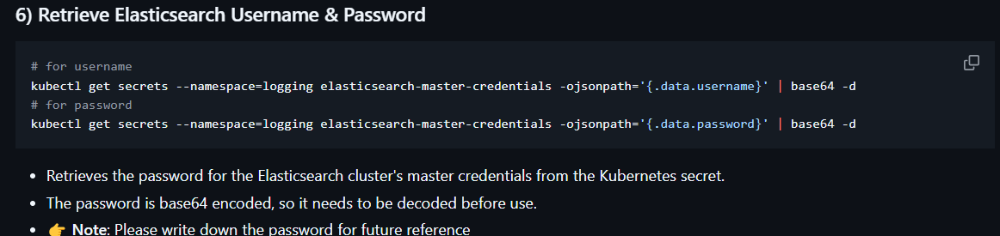 6) Retrieve Elasticsearch Username & Password
# for username
kubectl get secrets --namespace=logging elasticsearch-master-credentials -ojsonpath='{.data.username}' | base64 -d
# for password
kubectl get secrets --namespace=logging elasticsearch-master-credentials -ojsonpath='{.data.password}' | base64 -d
• Retrieves the password for the Elasticsearch cluster's master credentials from the Kubernetes secret.
• The password is base64 encoded, so it needs to be decoded before use.
• 👉 Note: Please write down the password for future reference